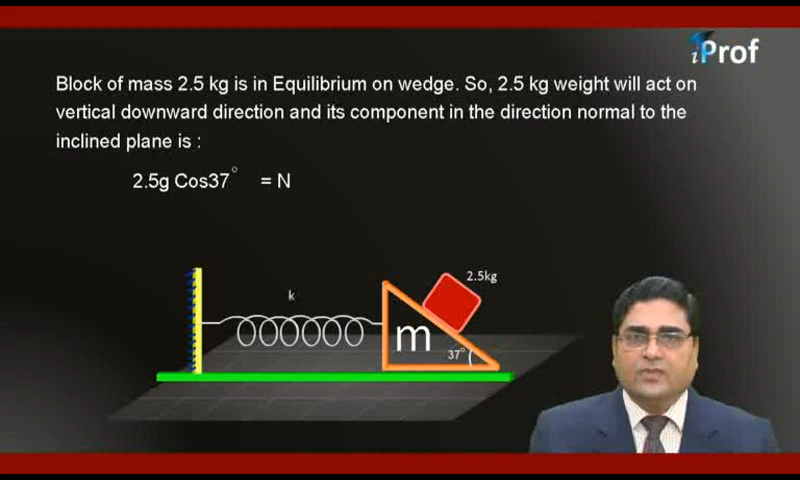 iProf
Block of mass 2.5 kg is in Equilibrium on wedge. So, 2.5 kg weight will act on
vertical downward direction and its component in the direction normal to the
inclined plane is :
2.5g Cos37° = N
2.5kg
k
m
37°